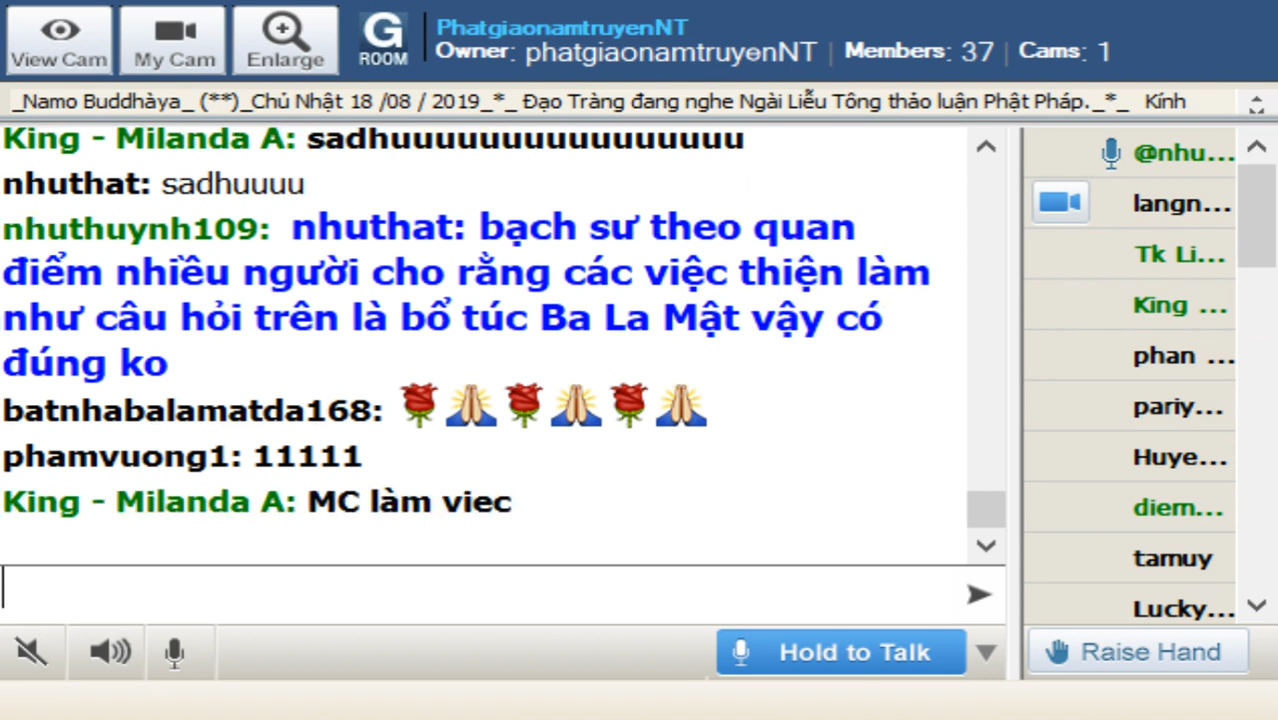 View Cam
My Cam
Enlarge
G
ROOM
PhatgiaonamtruyenNT
Owner: phatgiaonamtruyenNT | Members: 37 | Cams: 1
_Namo Buddhàya_ (**)_Chủ Nhật 18 /08 / 2019_*_ Đạo Tràng đang nghe Ngài Liễu Tông thảo luận Phật Pháp._*_ Kính
King - Milanda A: sadhuuuuuuuuuuuuuuuuu
nhuthat: sadhuuuu
nhuthuynh109: nhuthat: bạch sư theo quan
điểm nhiều người cho rằng các việc thiện làm
như câu hỏi trên là bổ túc Ba La Mật vậy có
đúng ko
batnhabalamatda168: 🌹🙏🌹🙏🌹🙏
phamvuong1: 11111
King - Milanda A: MC làm viec
@nhu...
langn...
Tk Li...
King ...
phan ...
pariy...
Huye...
diem...
tamuy
Lucky...
Hold to Talk
Raise Hand